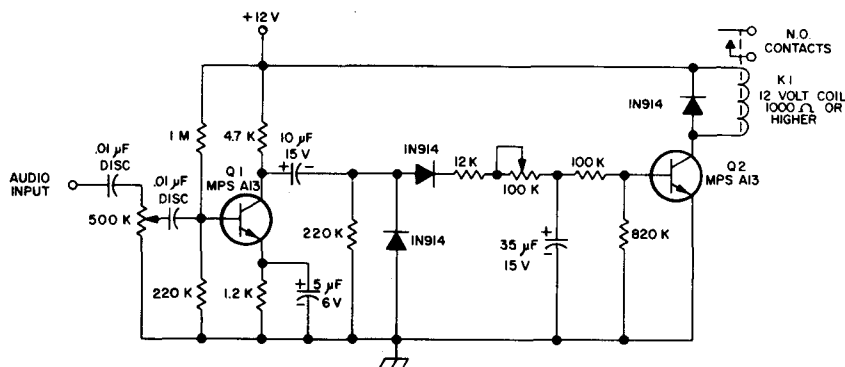 +12 V
N.O.
CONTACTS
K1
12 VOLT COIL
1000 Ω OR
HIGHER
1N914
1 M
4.7 K
10 µF
15 V
+
-
1N914
12 K
100 K
100 K
Q1
MPS A13
Q2
MPS A13
.01 µF
DISC
AUDIO
INPUT
.01 µF
DISC
500 K
220 K
1N914
35 µF
15 V
+
-
820 K
220 K
1.2 K
+
-
5 µF
6 V